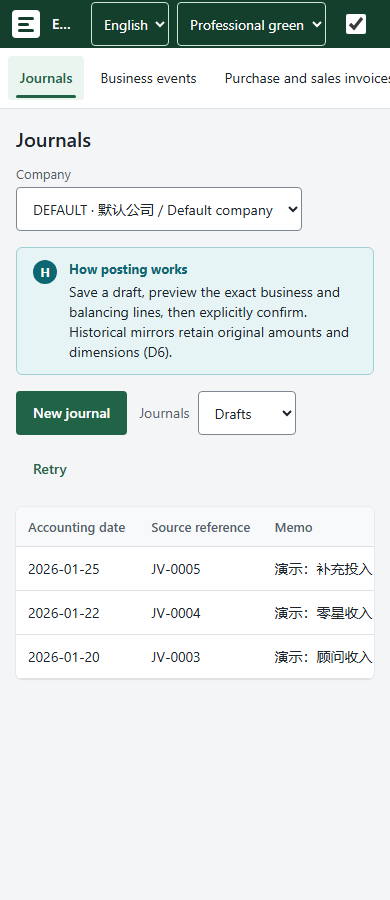 E...
English
Professional green
Journals
Business events
Purchase and sales invoices
Journals
Company
DEFAULT · 默认公司 / Default company
H
How posting works
Save a draft, preview the exact business and
balancing lines, then explicitly confirm.
Historical mirrors retain original amounts and
dimensions (D6).
New journal
Journals
Drafts
Retry
Accounting date
Source reference
Memo
2026-01-25
JV-0005
演示：补充投入
2026-01-22
JV-0004
演示：零星收入
2026-01-20
JV-0003
演示：顾问收入